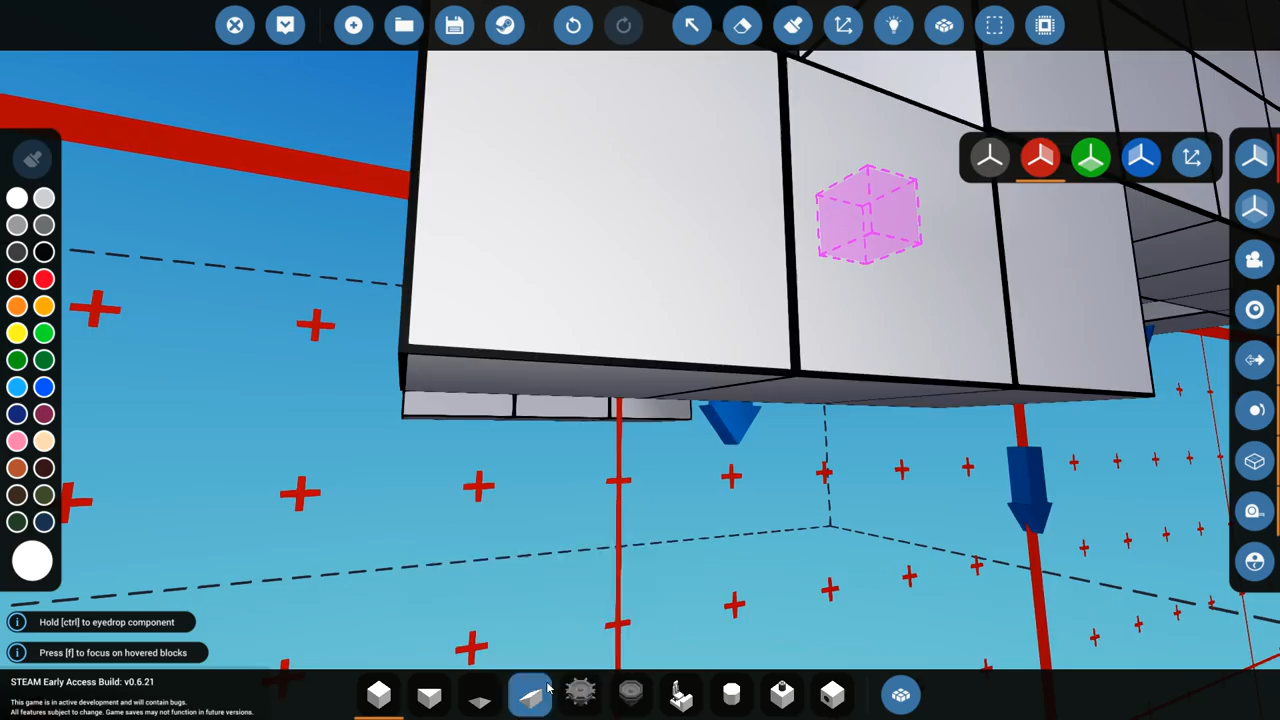 Hold [ctrl] to eyedrop component
Press [f] to focus on hovered blocks
STEAM Early Access Build: v0.6.21
This game is in active development and will contain bugs.
All features subject to change. Game saves may not function in future versions.